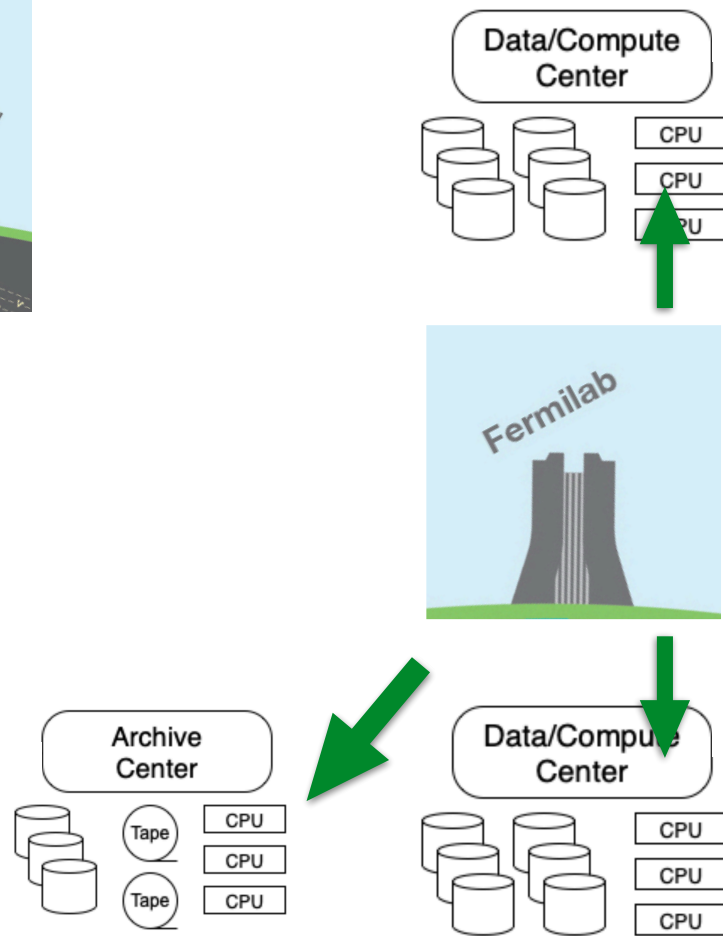 Data/Compute
Center
CPU
CPU
CPU
Fermilab
Archive
Center
Tape
Tape
CPU
CPU
CPU
Data/Compute
Center
CPU
CPU
CPU